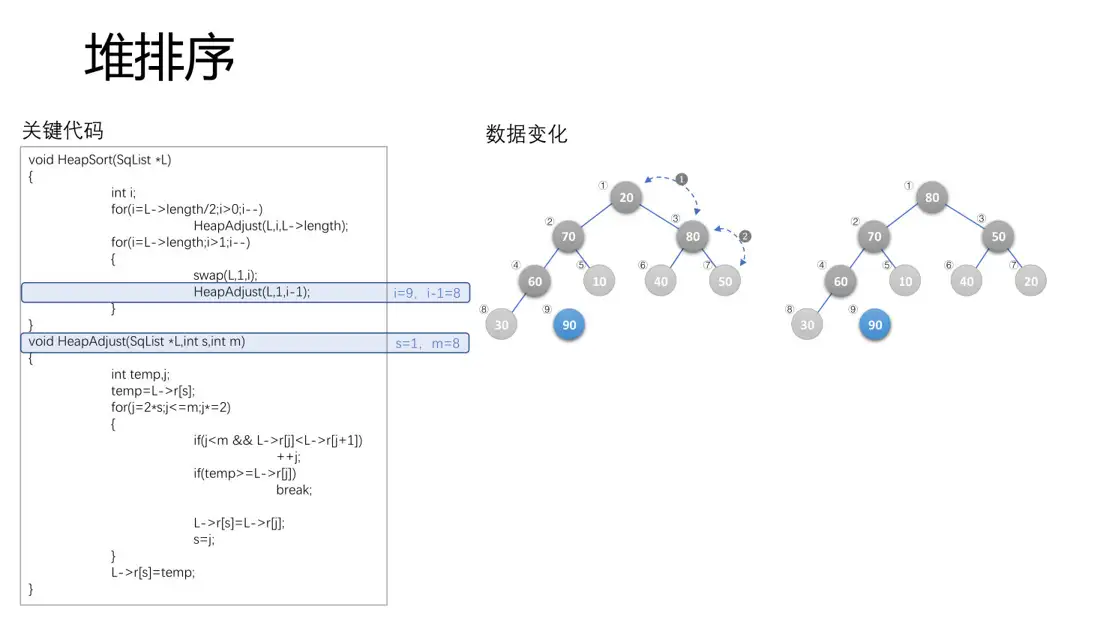 堆排序
关键代码
void HeapSort(SqList *L)
{
int i;
for(i=L->length/2;i>0;i--)
HeapAdjust(L,i,L->length);
for(i=L->length;i>1;i--)
{
swap(L,1,i);
HeapAdjust(L,1,i-1); i=9, i-1=8
}
}
void HeapAdjust(SqList *L,int s,int m) s=1, m=8
{
int temp,j;
temp=L->r[s];
for(j=2*s;j<=m;j*=2)
{
if(j<m && L->r[j]<L->r[j+1])
++j;
if(temp>=L->r[j])
break;
L->r[s]=L->r[j];
s=j;
}
L->r[s]=temp;
}
数据变化
① 20 ❶
② 70 ③ 80 ❷
④ 60 ⑤ 10 ⑥ 40 ⑦ 50
⑧ 30 ⑨ 90
① 80
② 70 ③ 50
④ 60 ⑤ 10 ⑥ 40 ⑦ 20
⑧ 30 ⑨ 90